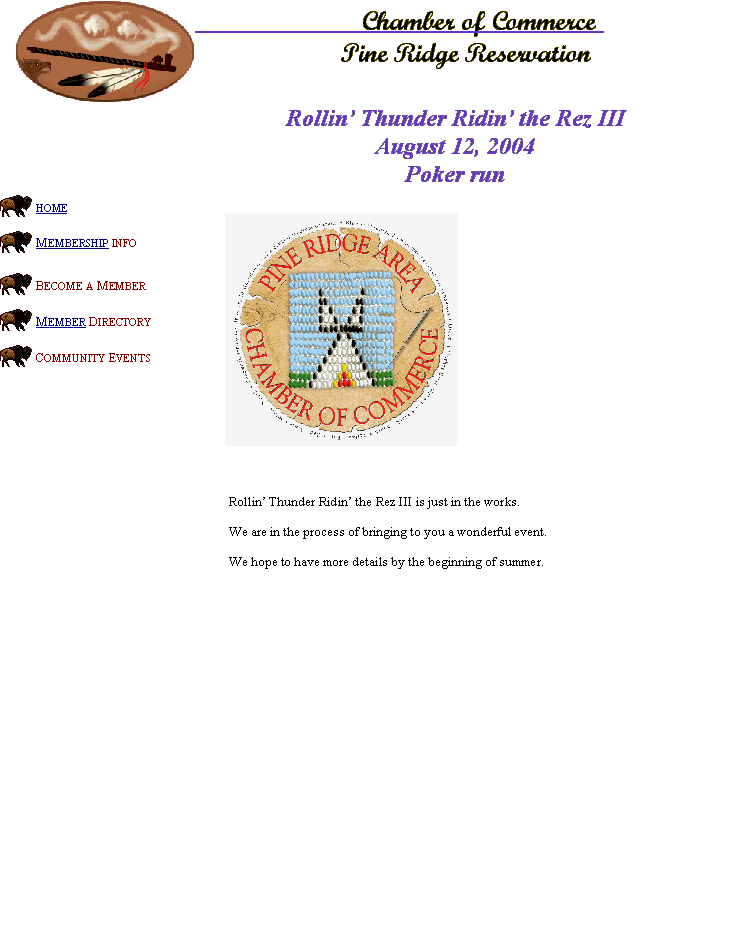 Chamber of Commerce
Pine Ridge Reservation
Rollin' Thunder Ridin' the Rez III
August 12, 2004
Poker run
HOME
MEMBERSHIP INFO
BECOME A MEMBER
MEMBER DIRECTORY
COMMUNITY EVENTS
PINE RIDGE AREA
CHAMBER OF COMMERCE
Rollin' Thunder Ridin' the Rez III is just in the works.
We are in the process of bringing to you a wonderful event.
We hope to have more details by the beginning of summer.